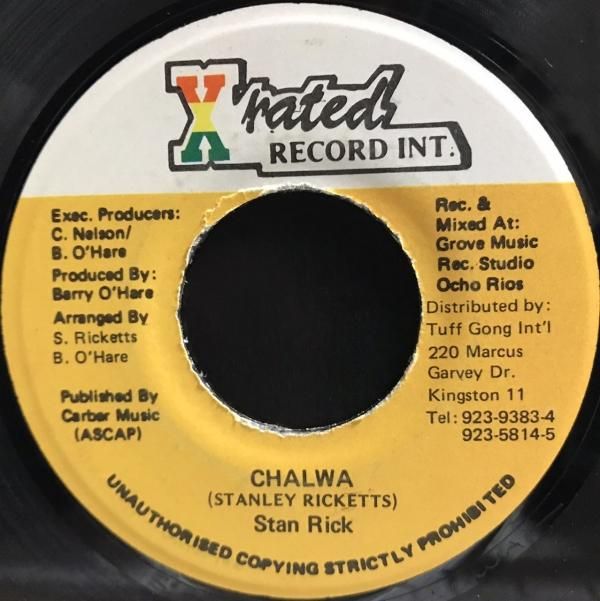 X'rated
RECORD INT.
Exec. Producers:
C. Nelson/
B. O'Hare
Produced By:
Barry O'Hare
Arranged By
S. Ricketts
B. O'Hare
Published By
Carbar Music
(ASCAP)
Rec. &
Mixed At:
Grove Music
Rec. Studio
Ocho Rios
Distributed by:
Tuff Gong Int'l
220 Marcus
Garvey Dr.
Kingston 11
Tel: 923-9383-4
923-5814-5
CHALWA
(STANLEY RICKETTS)
Stan Rick
UNAUTHORISED COPYING STRICTLY PROHIBITED